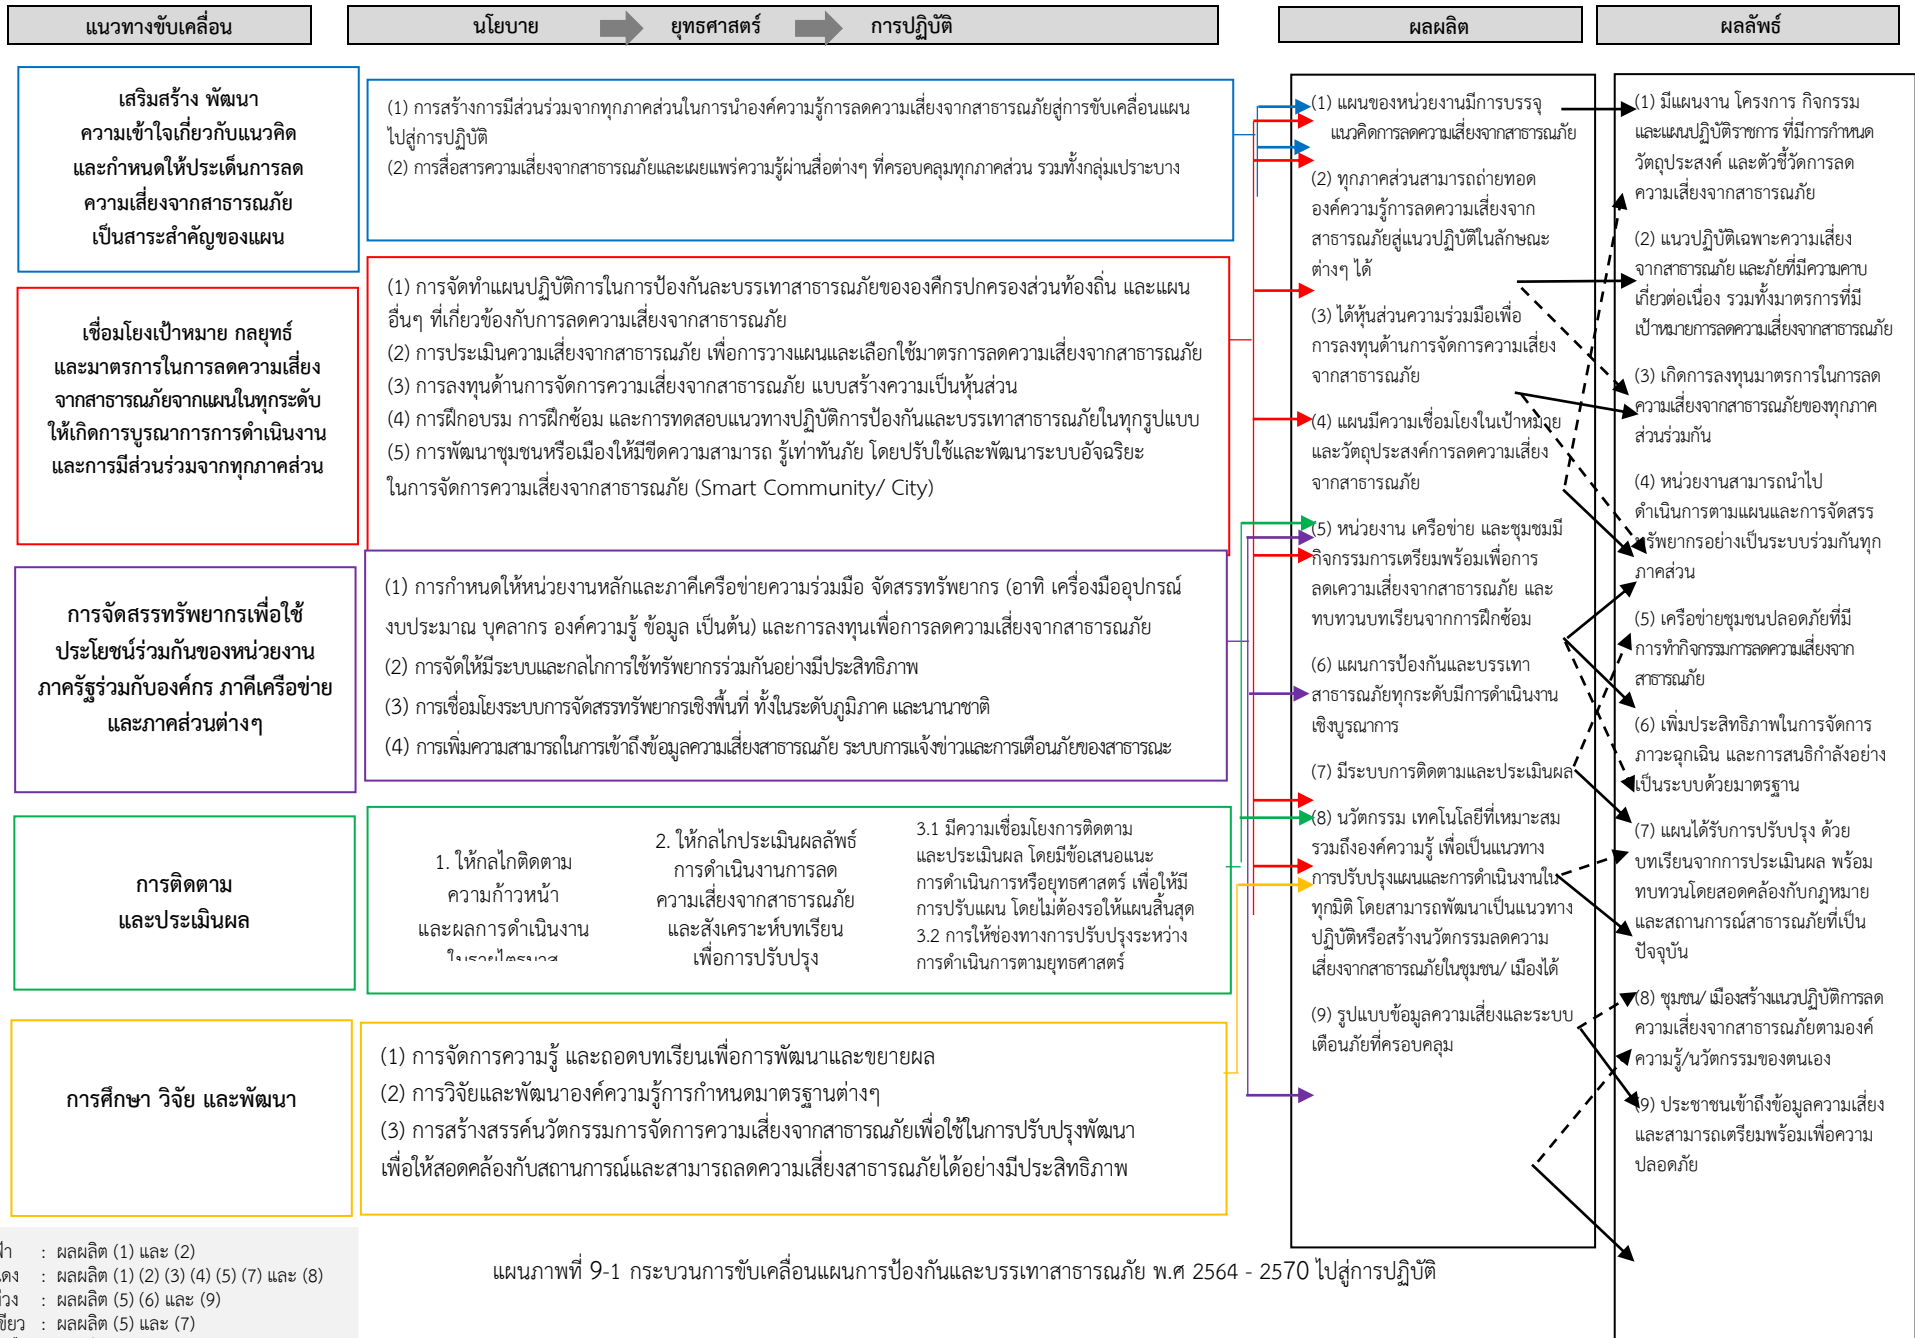 แนวทางขับเคลื่อน
นโยบาย ยุทธศาสตร์ การปฏิบัติ
ผลผลิต
ผลลัพธ์
เสริมสร้าง พัฒนา
ความเข้าใจเกี่ยวกับแนวคิด
และกำหนดให้ประเด็นการลด
ความเสี่ยงจากสาธารณภัย
เป็นสาระสำคัญของแผน
(1) การสร้างการมีส่วนร่วมจากทุกภาคส่วนในการนำองค์ความรู้การลดความเสี่ยงจากสาธารณภัยสู่การขับเคลื่อนแผน
ไปสู่การปฏิบัติ
(2) การสื่อสารความเสี่ยงจากสาธารณภัยและเผยแพร่ความรู้ผ่านสื่อต่างๆ ที่ครอบคลุมทุกภาคส่วน รวมทั้งกลุ่มเปราะบาง
เชื่อมโยงเป้าหมาย กลยุทธ์
และมาตรการในการลดความเสี่ยง
จากสาธารณภัยจากแผนในทุกระดับ
ให้เกิดการบูรณาการการดำเนินงาน
และการมีส่วนร่วมจากทุกภาคส่วน
(1) การจัดทำแผนปฏิบัติการในการป้องกันละบรรเทาสาธารณภัยขององค์กรปกครองส่วนท้องถิ่น และแผน
อื่นๆ ที่เกี่ยวข้องกับการลดความเสี่ยงจากสาธารณภัย
(2) การประเมินความเสี่ยงจากสาธารณภัย เพื่อการวางแผนและเลือกใช้มาตรการลดความเสี่ยงจากสาธารณภัย
(3) การลงทุนด้านการจัดการความเสี่ยงจากสาธารณภัย แบบสร้างความเป็นหุ้นส่วน
(4) การฝึกอบรม การฝึกซ้อม และการทดสอบแนวทางปฏิบัติการป้องกันและบรรเทาสาธารณภัยในทุกรูปแบบ
(5) การพัฒนาชุมชนหรือเมืองให้มีขีดความสามารถ รู้เท่าทันภัย โดยปรับใช้และพัฒนาระบบอัจฉริยะ
ในการจัดการความเสี่ยงจากสาธารณภัย (Smart Community/ City)
การจัดสรรทรัพยากรเพื่อใช้
ประโยชน์ร่วมกันของหน่วยงาน
ภาครัฐร่วมกับองค์กร ภาคีเครือข่าย
และภาคส่วนต่างๆ
(1) การกำหนดให้หน่วยงานหลักและภาคีเครือข่ายความร่วมมือ จัดสรรทรัพยากร (อาทิ เครื่องมืออุปกรณ์
งบประมาณ บุคลากร องค์ความรู้ ข้อมูล เป็นต้น) และการลงทุนเพื่อการลดความเสี่ยงจากสาธารณภัย
(2) การจัดให้มีระบบและกลไกการใช้ทรัพยากรร่วมกันอย่างมีประสิทธิภาพ
(3) การเชื่อมโยงระบบการจัดสรรทรัพยากรเชิงพื้นที่ ทั้งในระดับภูมิภาค และนานาชาติ
(4) การเพิ่มความสามารถในการเข้าถึงข้อมูลความเสี่ยงสาธารณภัย ระบบการแจ้งข่าวและการเตือนภัยของสาธารณะ
การติดตาม
และประเมินผล
1. ให้กลไกติดตาม
ความก้าวหน้า
และผลการดำเนินงาน
ในรายไตรมาส
2. ให้กลไกประเมินผลลัพธ์
การดำเนินงานการลด
ความเสี่ยงจากสาธารณภัย
และสังเคราะห์บทเรียน
เพื่อการปรับปรุง
3.1 มีความเชื่อมโยงการติดตาม
และประเมินผล โดยมีข้อเสนอแนะ
การดำเนินการหรือยุทธศาสตร์ เพื่อให้มี
การปรับแผน โดยไม่ต้องรอให้แผนสิ้นสุด
3.2 การให้ช่องทางการปรับปรุงระหว่าง
การดำเนินการตามยุทธศาสตร์
การศึกษา วิจัย และพัฒนา
(1) การจัดการความรู้ และถอดบทเรียนเพื่อการพัฒนาและขยายผล
(2) การวิจัยและพัฒนาองค์ความรู้การกำหนดมาตรฐานต่างๆ
(3) การสร้างสรรค์นวัตกรรมการจัดการความเสี่ยงจากสาธารณภัยเพื่อใช้ในการปรับปรุงพัฒนา
เพื่อให้สอดคล้องกับสถานการณ์และสามารถลดความเสี่ยงสาธารณภัยได้อย่างมีประสิทธิภาพ
(1) แผนของหน่วยงานมีการบรรจุ
แนวคิดการลดความเสี่ยงจากสาธารณภัย
(2) ทุกภาคส่วนสามารถถ่ายทอด
องค์ความรู้การลดความเสี่ยงจาก
สาธารณภัยสู่แนวปฏิบัติในลักษณะ
ต่างๆ ได้
(3) ได้หุ้นส่วนความร่วมมือเพื่อ
การลงทุนด้านการจัดการความเสี่ยง
จากสาธารณภัย
(4) แผนมีความเชื่อมโยงในเป้าหมาย
และวัตถุประสงค์การลดความเสี่ยง
จากสาธารณภัย
(5) หน่วยงาน เครือข่าย และชุมชมมี
กิจกรรมการเตรียมพร้อมเพื่อการ
ลดเความเสี่ยงจากสาธารณภัย และ
ทบทวนบทเรียนจากการฝึกซ้อม
(6) แผนการป้องกันและบรรเทา
สาธารณภัยทุกระดับมีการดำเนินงาน
เชิงบูรณาการ
(7) มีระบบการติดตามและประเมินผล
(8) นวัตกรรม เทคโนโลยีที่เหมาะสม
รวมถึงองค์ความรู้ เพื่อเป็นแนวทาง
การปรับปรุงแผนและการดำเนินงานใน
ทุกมิติ โดยสามารถพัฒนาเป็นแนวทาง
ปฏิบัติหรือสร้างนวัตกรรมลดความ
เสี่ยงจากสาธารณภัยในชุมชน/ เมืองได้
(9) รูปแบบข้อมูลความเสี่ยงและระบบ
เตือนภัยที่ครอบคลุม
(1) มีแผนงาน โครงการ กิจกรรม
และแผนปฏิบัติราชการ ที่มีการกำหนด
วัตถุประสงค์ และตัวชี้วัดการลด
ความเสี่ยงจากสาธารณภัย
(2) แนวปฏิบัติเฉพาะความเสี่ยง
จากสาธารณภัย และภัยที่มีความคาบ
เกี่ยวต่อเนื่อง รวมทั้งมาตรการที่มี
เป้าหมายการลดความเสี่ยงจากสาธารณภัย
(3) เกิดการลงทุนมาตรการในการลด
ความเสี่ยงจากสาธารณภัยของทุกภาค
ส่วนร่วมกัน
(4) หน่วยงานสามารถนำไป
ดำเนินการตามแผนและการจัดสรร
ทรัพยากรอย่างเป็นระบบร่วมกันทุก
ภาคส่วน
(5) เครือข่ายชุมชนปลอดภัยที่มี
การทำกิจกรรมการลดความเสี่ยงจาก
สาธารณภัย
(6) เพิ่มประสิทธิภาพในการจัดการ
ภาวะฉุกเฉิน และการสนธิกำลังอย่าง
เป็นระบบด้วยมาตรฐาน
(7) แผนได้รับการปรับปรุง ด้วย
บทเรียนจากการประเมินผล พร้อม
ทบทวนโดยสอดคล้องกับกฎหมาย
และสถานการณ์สาธารณภัยที่เป็น
ปัจจุบัน
(8) ชุมชน/ เมืองสร้างแนวปฏิบัติการลด
ความเสี่ยงจากสาธารณภัยตามองค์
ความรู้/นวัตกรรมของตนเอง
(9) ประชาชนเข้าถึงข้อมูลความเสี่ยง
และสามารถเตรียมพร้อมเพื่อความ
ปลอดภัย
: ผลผลิต (1) และ (2)
: ผลผลิต (1) (2) (3) (4) (5) (7) และ (8)
: ผลผลิต (5) (6) และ (9)
: ผลผลิต (5) และ (7)
แผนภาพที่ 9-1 กระบวนการขับเคลื่อนแผนการป้องกันและบรรเทาสาธารณภัย พ.ศ 2564 - 2570 ไปสู่การปฏิบัติ